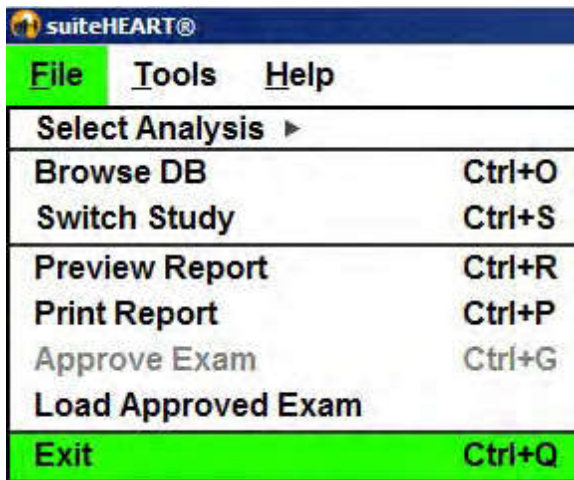 suiteHEART®
File Tools Help
Select Analysis ▶
Browse DB Ctrl+O
Switch Study Ctrl+S
Preview Report Ctrl+R
Print Report Ctrl+P
Approve Exam Ctrl+G
Load Approved Exam
Exit Ctrl+Q